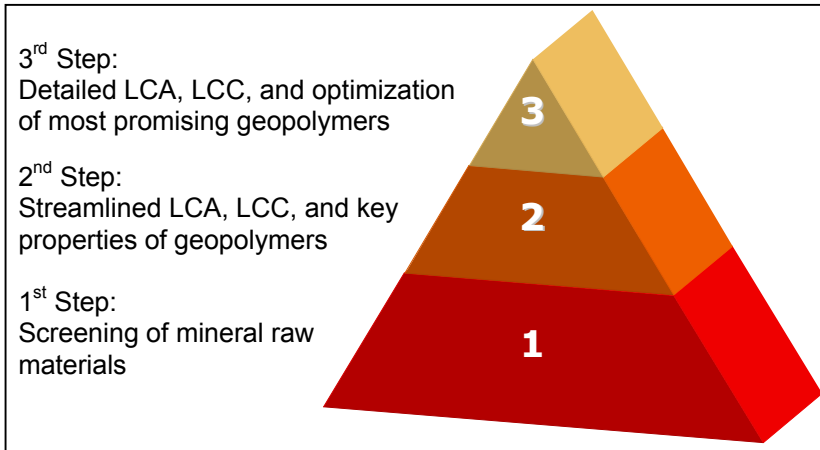 3rd Step:
Detailed LCA, LCC, and optimization
of most promising geopolymers
2nd Step:
Streamlined LCA, LCC, and key
properties of geopolymers
1st Step:
Screening of mineral raw
materials
3
2
1